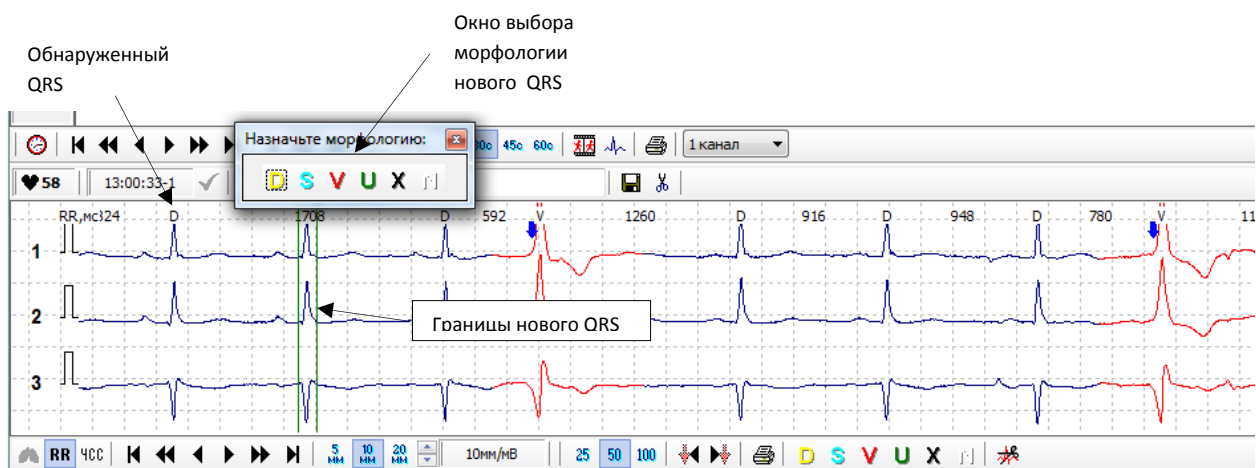 Окно выбора
морфологии
нового QRS
Обнаруженный
QRS
Назначьте морфологию:
45с 60с 1 канал
D S V U X
58 13:00:33-1
RR,мс 324 D 1708 D 592 V 1260 D 916 D 948 D 780 V 11
1
2
Границы нового QRS
3
RR ЧСС 5 мм 10 мм 20 мм 10мм/мВ 25 50 100 D S V U X